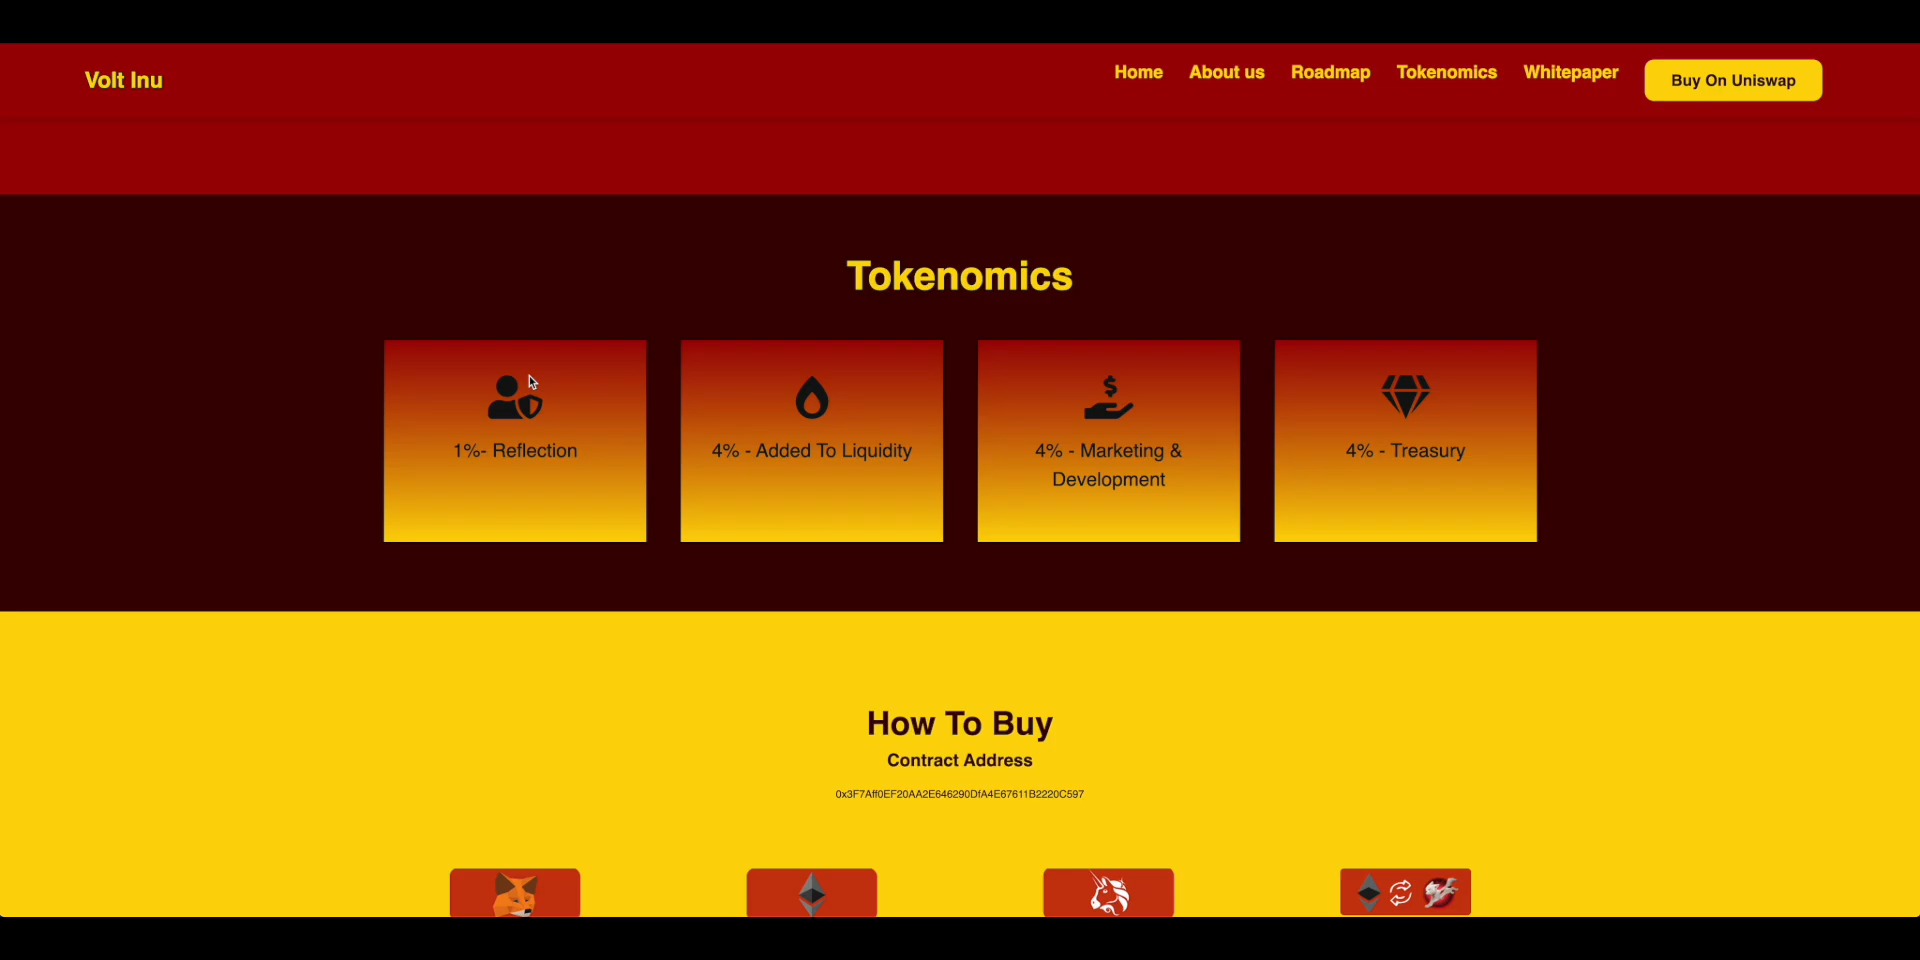 Volt Inu
Home
About us
Roadmap
Tokenomics
Whitepaper
Buy On Uniswap
Tokenomics
1%- Reflection
4% - Added To Liquidity
4% - Marketing &
Development
4% - Treasury
How To Buy
Contract Address
0x3F7Aff0EF20AA2E646290DfA4E67611B2220C597